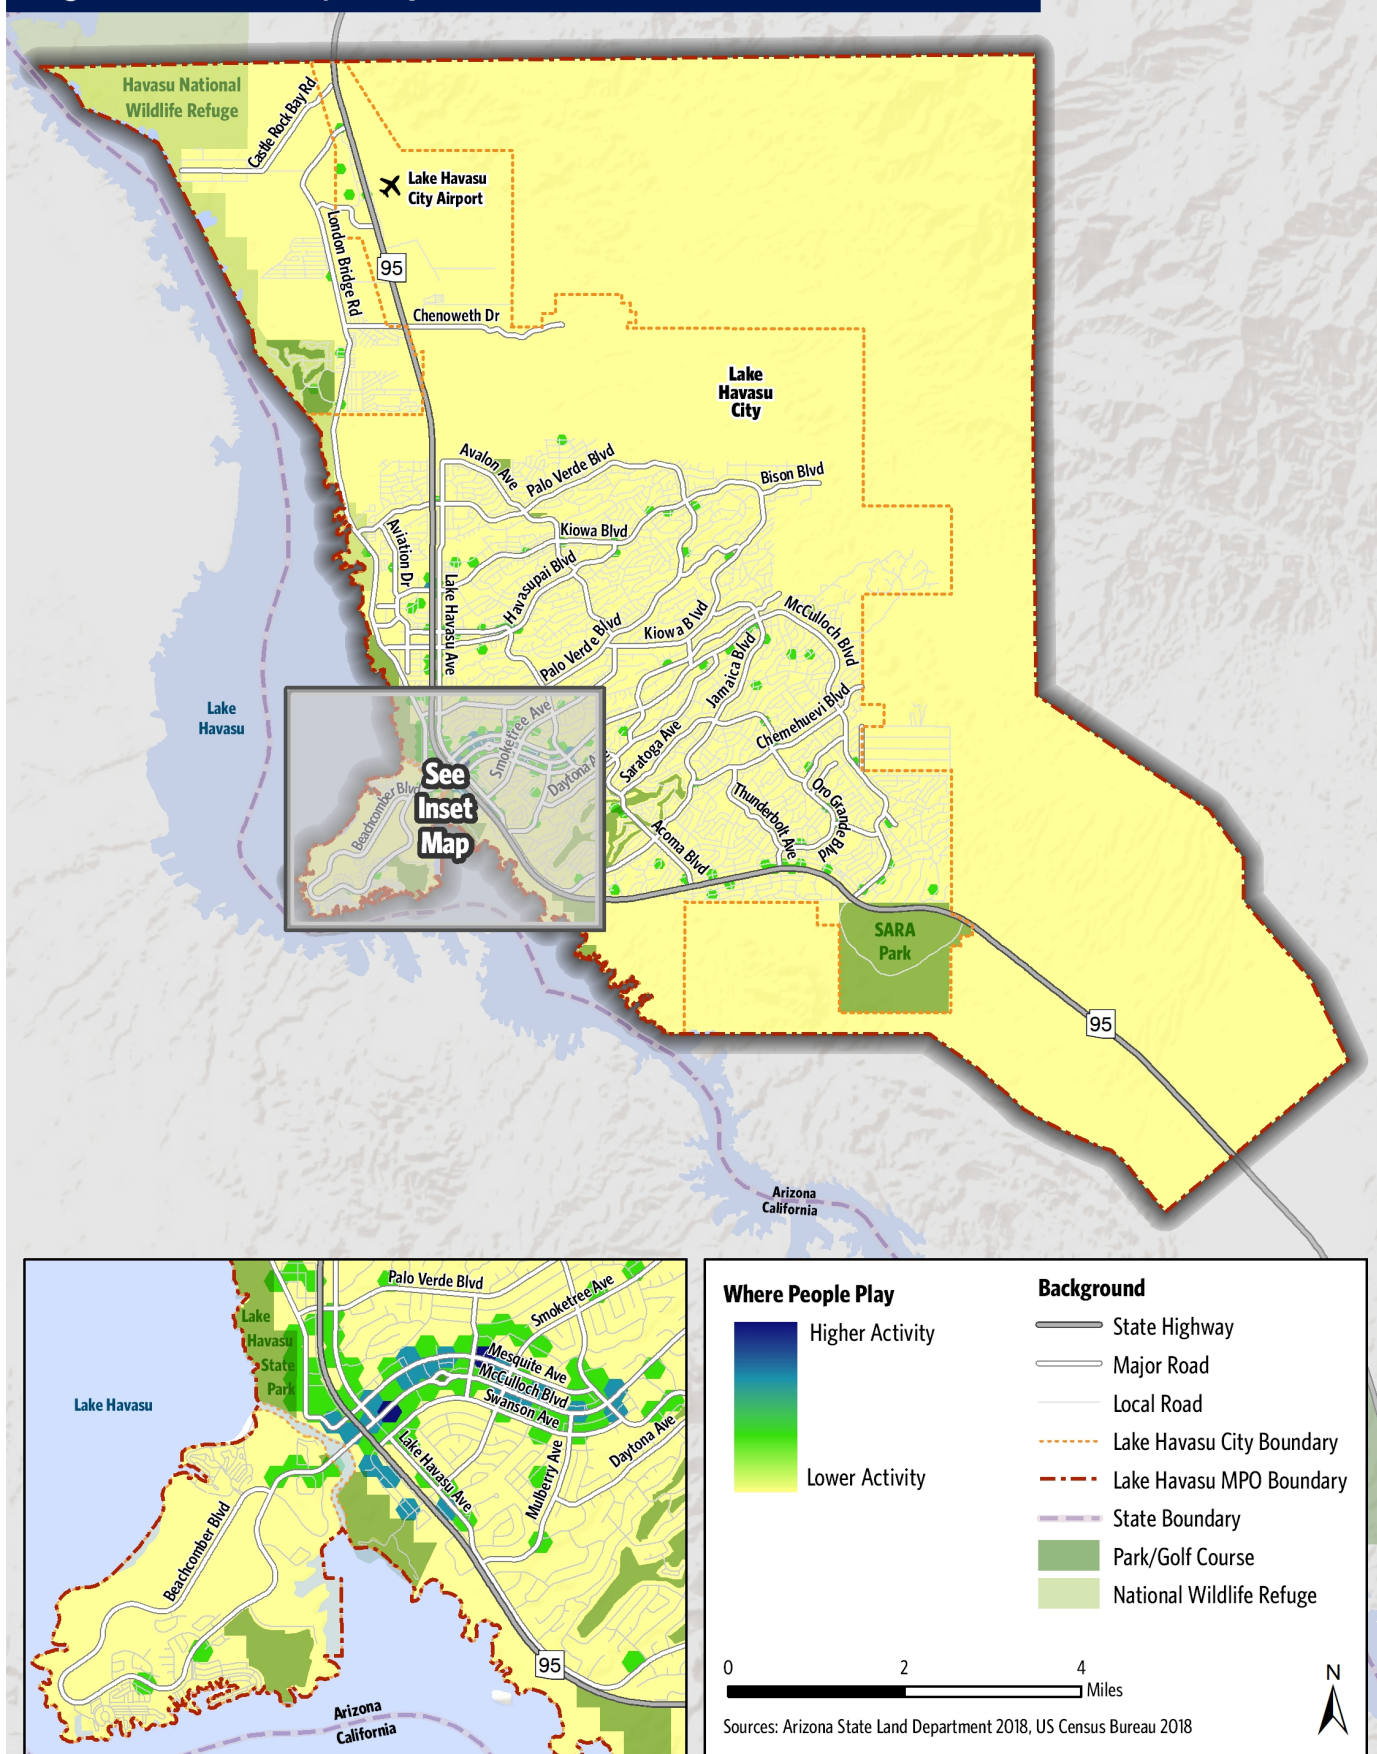 Havasu National
Wildlife Refuge
Castle Rock Bay Rd
Lake Havasu
City Airport
London Bridge Rd
95
Chenoweth Dr
Lake
Havasu
City
Avalon Ave
Palo Verde Blvd
Bison Blvd
Aviation Dr
Kiowa Blvd
Havasupai Blvd
Lake Havasu Ave
Palo Verde Blvd
Kiowa Blvd
McCulloch Blvd
Jamaica Blvd
Lake
Havasu
Smoketree Ave
Chemehuevi Blvd
Saratoga Ave
Daytona A
See
Inset
Map
Beachcomber Blvd
Thunderbolt Ave
Oro Grande Blvd
Acoma Blvd
SARA
Park
95
Arizona
California
Palo Verde Blvd
Smoketree Ave
Lake
Havasu
State
Park
Mesquite Ave
McCulloch Blvd
Swanson Ave
Lake Havasu
Lake Havasu Ave
Mulberry Ave
Daytona Ave
Beachcomber Blvd
95
Arizona
California
Where People Play
Higher Activity
Lower Activity
Background
State Highway
Major Road
Local Road
Lake Havasu City Boundary
Lake Havasu MPO Boundary
State Boundary
Park/Golf Course
National Wildlife Refuge
0 2 4
Miles
N
Sources: Arizona State Land Department 2018, US Census Bureau 2018